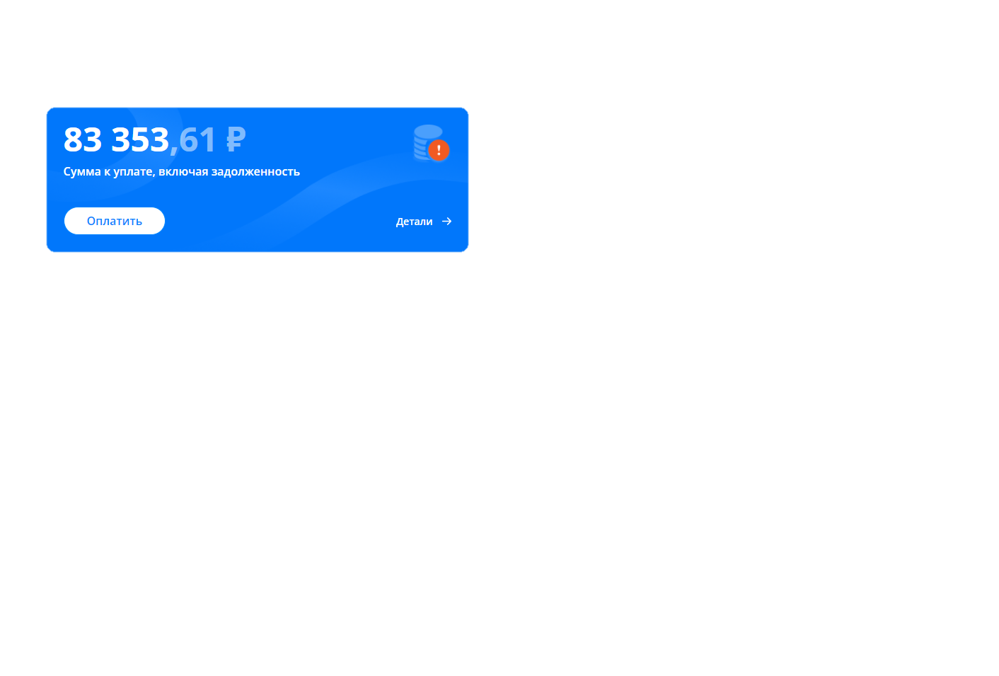 83 353,61 ₽
Сумма к уплате, включая задолженность
Оплатить
Детали →